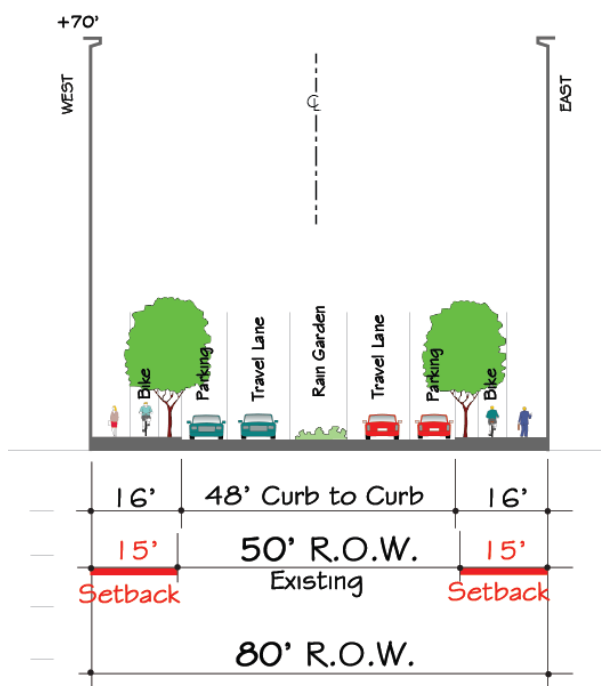 +70'
WEST
℄
EAST
Bike
Parking
Travel Lane
Rain Garden
Travel Lane
Parking
Bike
16' 48' Curb to Curb 16'
15' 50' R.O.W. 15'
Setback Existing Setback
80' R.O.W.